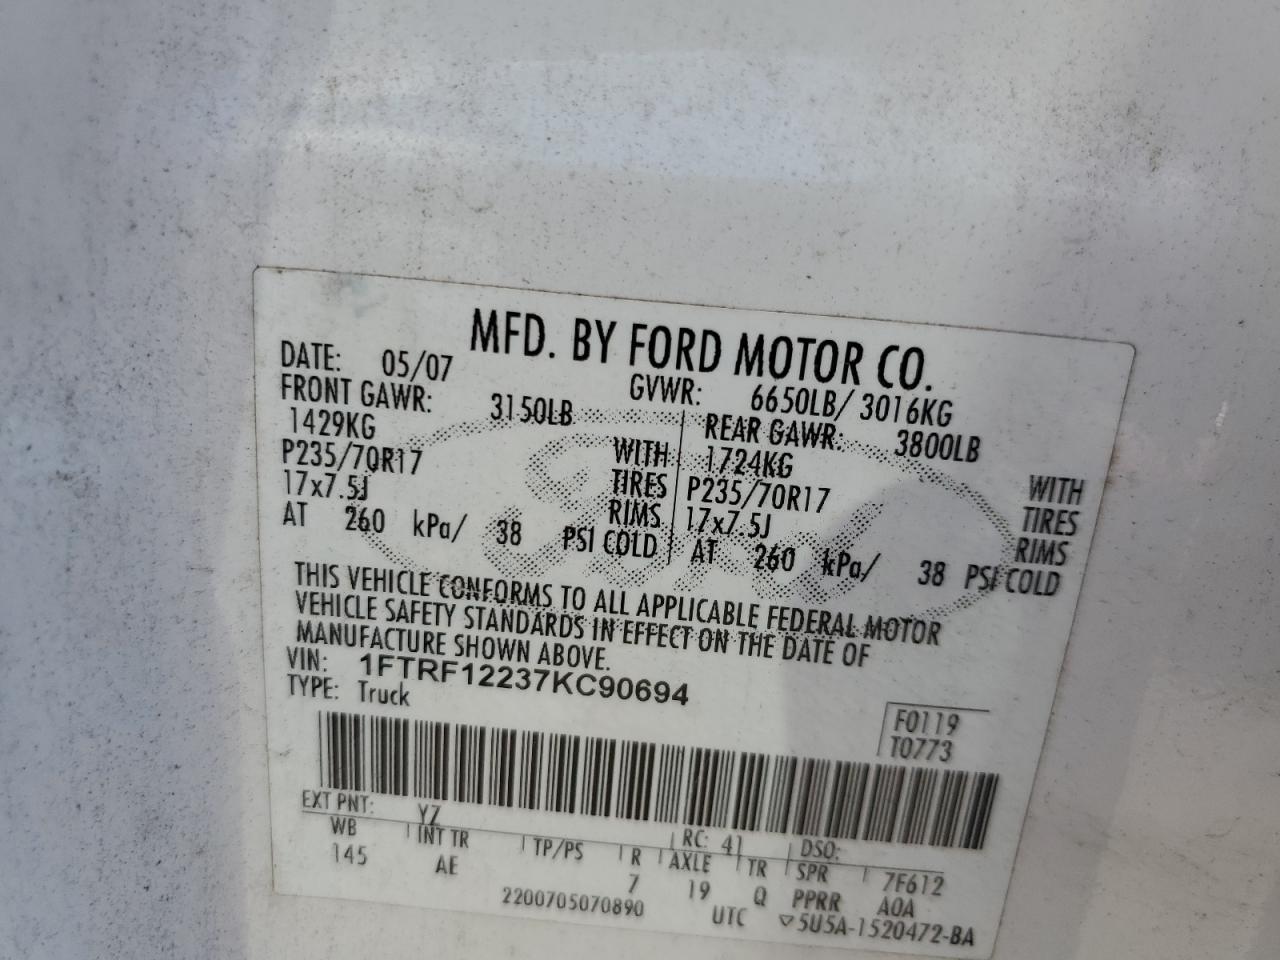 MFD. BY FORD MOTOR CO.
DATE: 05/07 GVWR: 6650LB/ 3016KG
FRONT GAWR: 3150LB REAR GAWR: 3800LB
1429KG WITH 1724KG WITH
P235/70R17 TIRES P235/70R17 TIRES
17x7.5J RIMS 17x7.5J RIMS
AT 260 kPa/ 38 PSI COLD AT 260 kPa/ 38 PSI COLD
THIS VEHICLE CONFORMS TO ALL APPLICABLE FEDERAL MOTOR
VEHICLE SAFETY STANDARDS IN EFFECT ON THE DATE OF
MANUFACTURE SHOWN ABOVE.
VIN: 1FTRF12237KC90694
TYPE: Truck
F0119
T0773
EXT PNT: YZ RC: 41 DSO:
WB INT TR TP/PS R AXLE TR SPR 7F612
145 AE 7 19 Q PPRR A0A
2200705070890 UTC ▽5U5A-1520472-BA